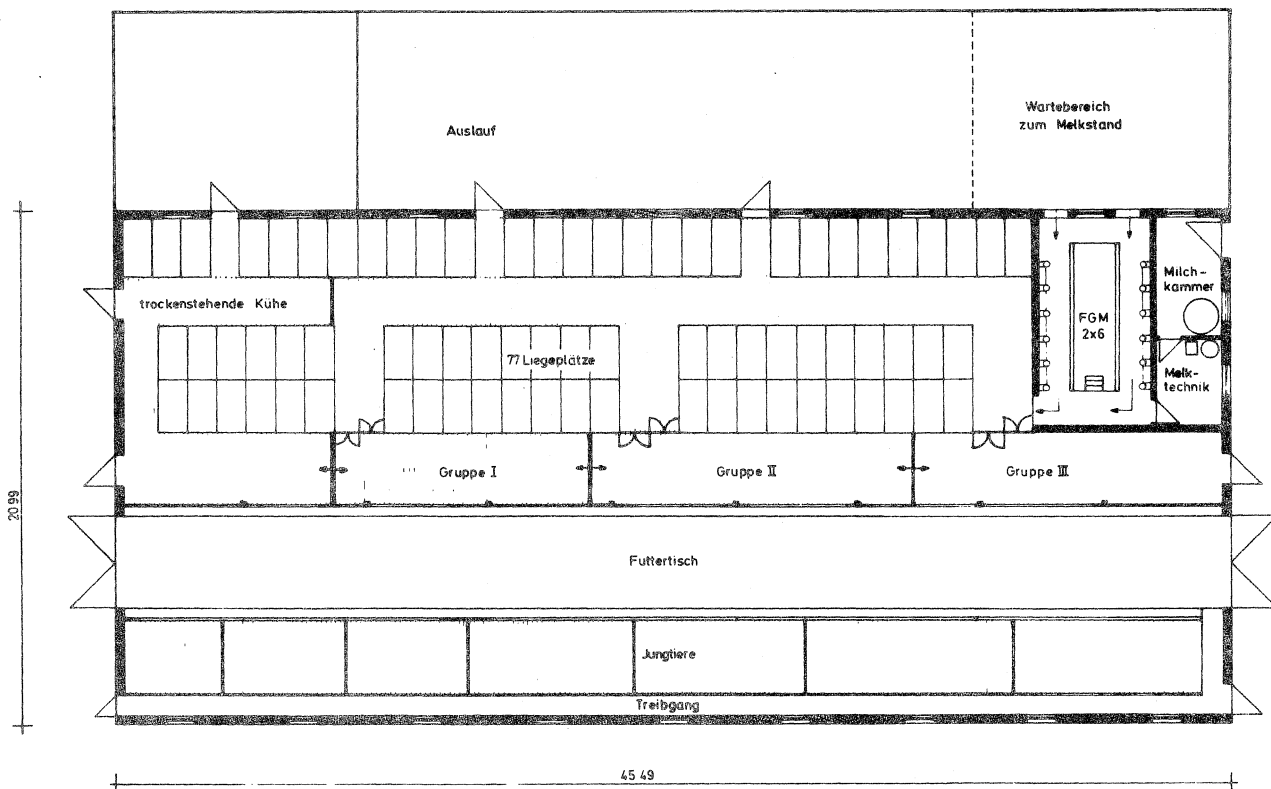 Wartebereich
zum Melkstand
Auslauf
trockenstehende Kühe
Milch-
kammer
FGM
2x6
77 Liegeplätze
Melk-
technik
Gruppe I
Gruppe II
Gruppe III
20 99
Futtertisch
Jungtiere
Treibgang
45 49